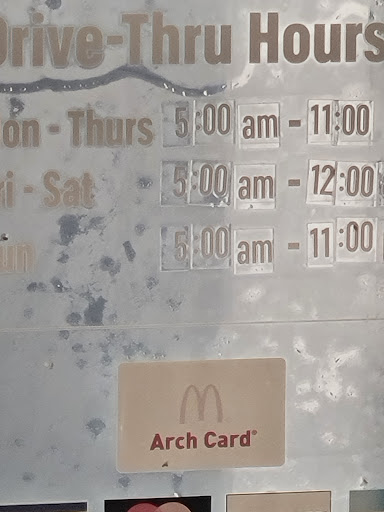 Drive-Thru Hours
on - Thurs 5:00 am - 11:00
i - Sat 5:00 am - 12:00
un 5:00 am - 11:00
Arch Card